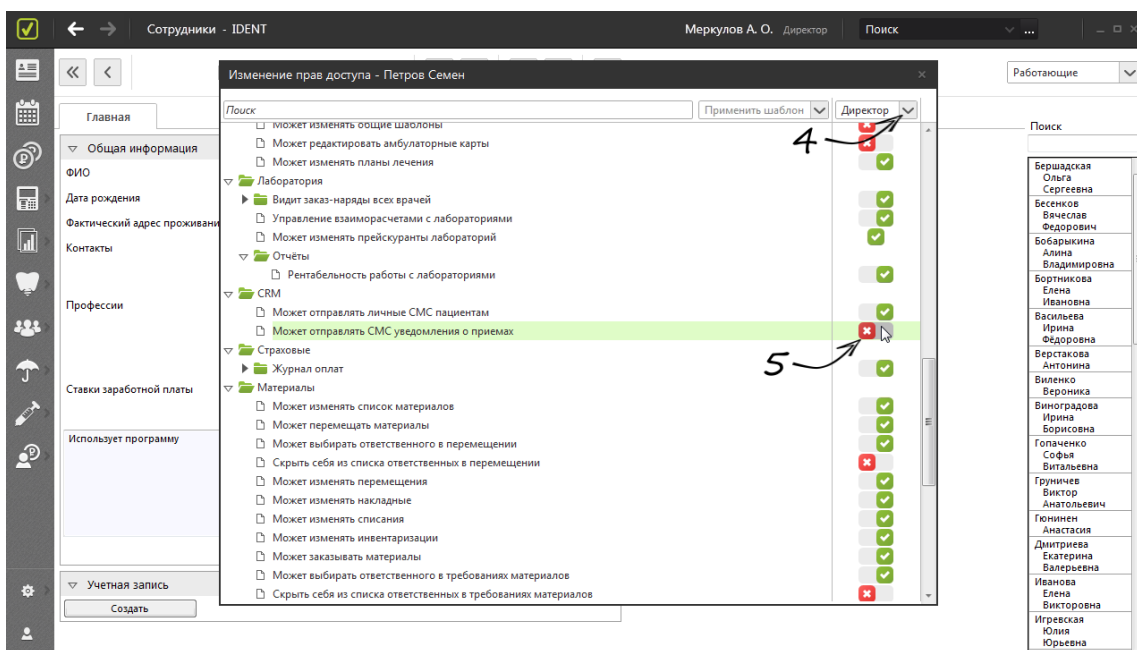 Сотрудники - IDENT
Меркулов А. О. Директор
Поиск
...
Изменение прав доступа - Петров Семен
Работающие
Поиск
Применить шаблон
Директор
4
Главная
Общая информация
ФИО
Дата рождения
Фактический адрес проживани
Контакты
Профессии
Ставки заработной платы
Использует программу
Учетная запись
Создать
Может изменять общие шаблоны
Может редактировать амбулаторные карты
Может изменять планы лечения
Лаборатория
Видит заказ-наряды всех врачей
Управление взаиморасчетами с лабораториями
Может изменять прейскуранты лабораторий
Отчёты
Рентабельность работы с лабораториями
CRM
Может отправлять личные СМС пациентам
Может отправлять СМС уведомления о приемах
5
Страховые
Журнал оплат
Материалы
Может изменять список материалов
Может перемещать материалы
Может выбирать ответственного в перемещении
Скрыть себя из списка ответственных в перемещении
Может изменять перемещения
Может изменять накладные
Может изменять списания
Может изменять инвентаризации
Может заказывать материалы
Может выбирать ответственного в требованиях материалов
Скрыть себя из списка ответственных в требованиях материалов
Поиск
Бершадская
Ольга
Сергеевна
Бесенков
Вячеслав
Федорович
Бобарыкина
Алина
Владимировна
Бортникова
Елена
Ивановна
Васильева
Ирина
Фёдоровна
Верстакова
Антонина
Виленко
Вероника
Виноградова
Ирина
Борисовна
Гопаченко
Софья
Витальевна
Груничев
Виктор
Анатольевич
Гюнинен
Анастасия
Дмитриева
Екатерина
Валерьевна
Иванова
Елена
Викторовна
Игревская
Юлия
Юрьевна